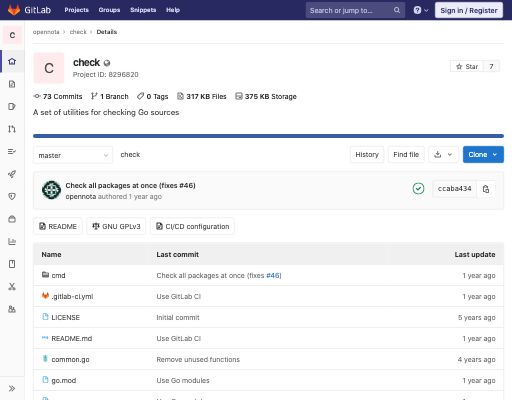 GitLab Projects Groups Snippets Help Search or jump to... Sign in / Register
opennota › check › Details
C
C check
Project ID: 8296820
Star 7
73 Commits 1 Branch 0 Tags 317 KB Files 375 KB Storage
A set of utilities for checking Go sources
master check History Find file Clone
Check all packages at once (fixes #46)
opennota authored 1 year ago
ccaba434
README GNU GPLv3 CI/CD configuration
Name Last commit Last update
cmd Check all packages at once (fixes #46) 1 year ago
.gitlab-ci.yml Use GitLab CI 1 year ago
LICENSE Initial commit 5 years ago
README.md Use GitLab CI 1 year ago
common.go Remove unused functions 4 years ago
go.mod Use Go modules 1 year ago